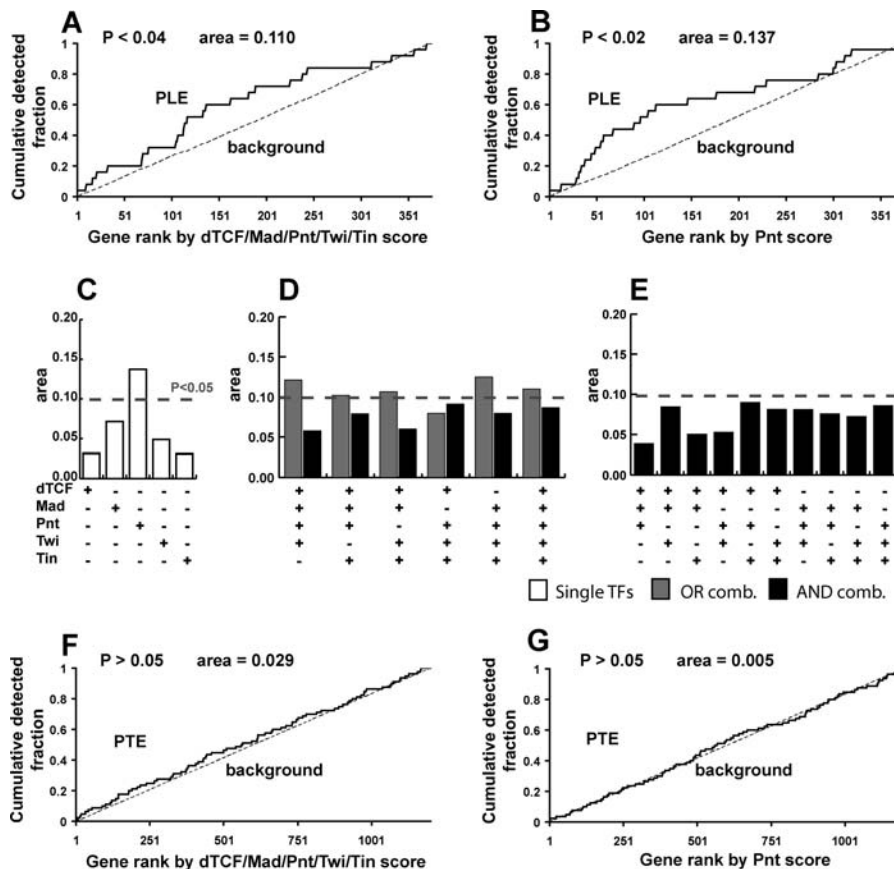 A
P < 0.04 area = 0.110
PLE
background
Cumulative detected
fraction
1
0.8
0.6
0.4
0.2
0
1 51 101 151 201 251 301 351
Gene rank by dTCF/Mad/Pnt/Twi/Tin score
B
P < 0.02 area = 0.137
PLE
background
Cumulative detected
fraction
1
0.8
0.6
0.4
0.2
0
1 51 101 151 201 251 301 351
Gene rank by Pnt score
C
area
0.20
0.15
0.10
0.05
0.00
P<0.05
D
area
0.20
0.15
0.10
0.05
0.00
E
area
0.20
0.15
0.10
0.05
0.00
dTCF + - - - - + + + + - + + + + + + + - - - -
Mad - + - - - + + + - + + + + + - - - + + + -
Pnt - - + - - + + - + + + + - - + + - + + - +
Twi - - - + - + - + + + + - + - + - + + - + +
Tin - - - - + - + + + + + - - + - + + - + + +
Single TFs OR comb. AND comb.
F
P > 0.05 area = 0.029
PTE
background
Cumulative detected
fraction
1
0.8
0.6
0.4
0.2
0
1 251 501 751 1001
Gene rank by dTCF/Mad/Pnt/Twi/Tin score
G
P > 0.05 area = 0.005
PTE
background
Cumulative detected
fraction
1
0.8
0.6
0.4
0.2
0
1 251 501 751 1001
Gene rank by Pnt score